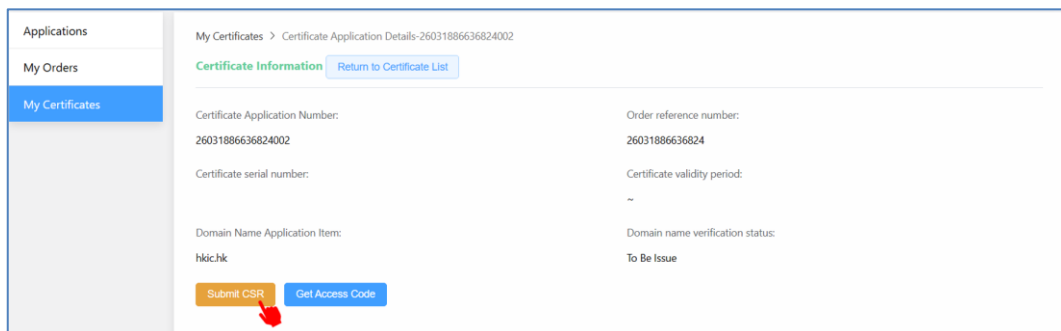 Applications
My Orders
My Certificates
My Certificates > Certificate Application Details-26031886636824002
Certificate Information Return to Certificate List
Certificate Application Number: Order reference number:
26031886636824002 26031886636824
Certificate serial number: Certificate validity period:
~
Domain Name Application Item: Domain name verification status:
hkic.hk To Be Issue
Submit CSR Get Access Code